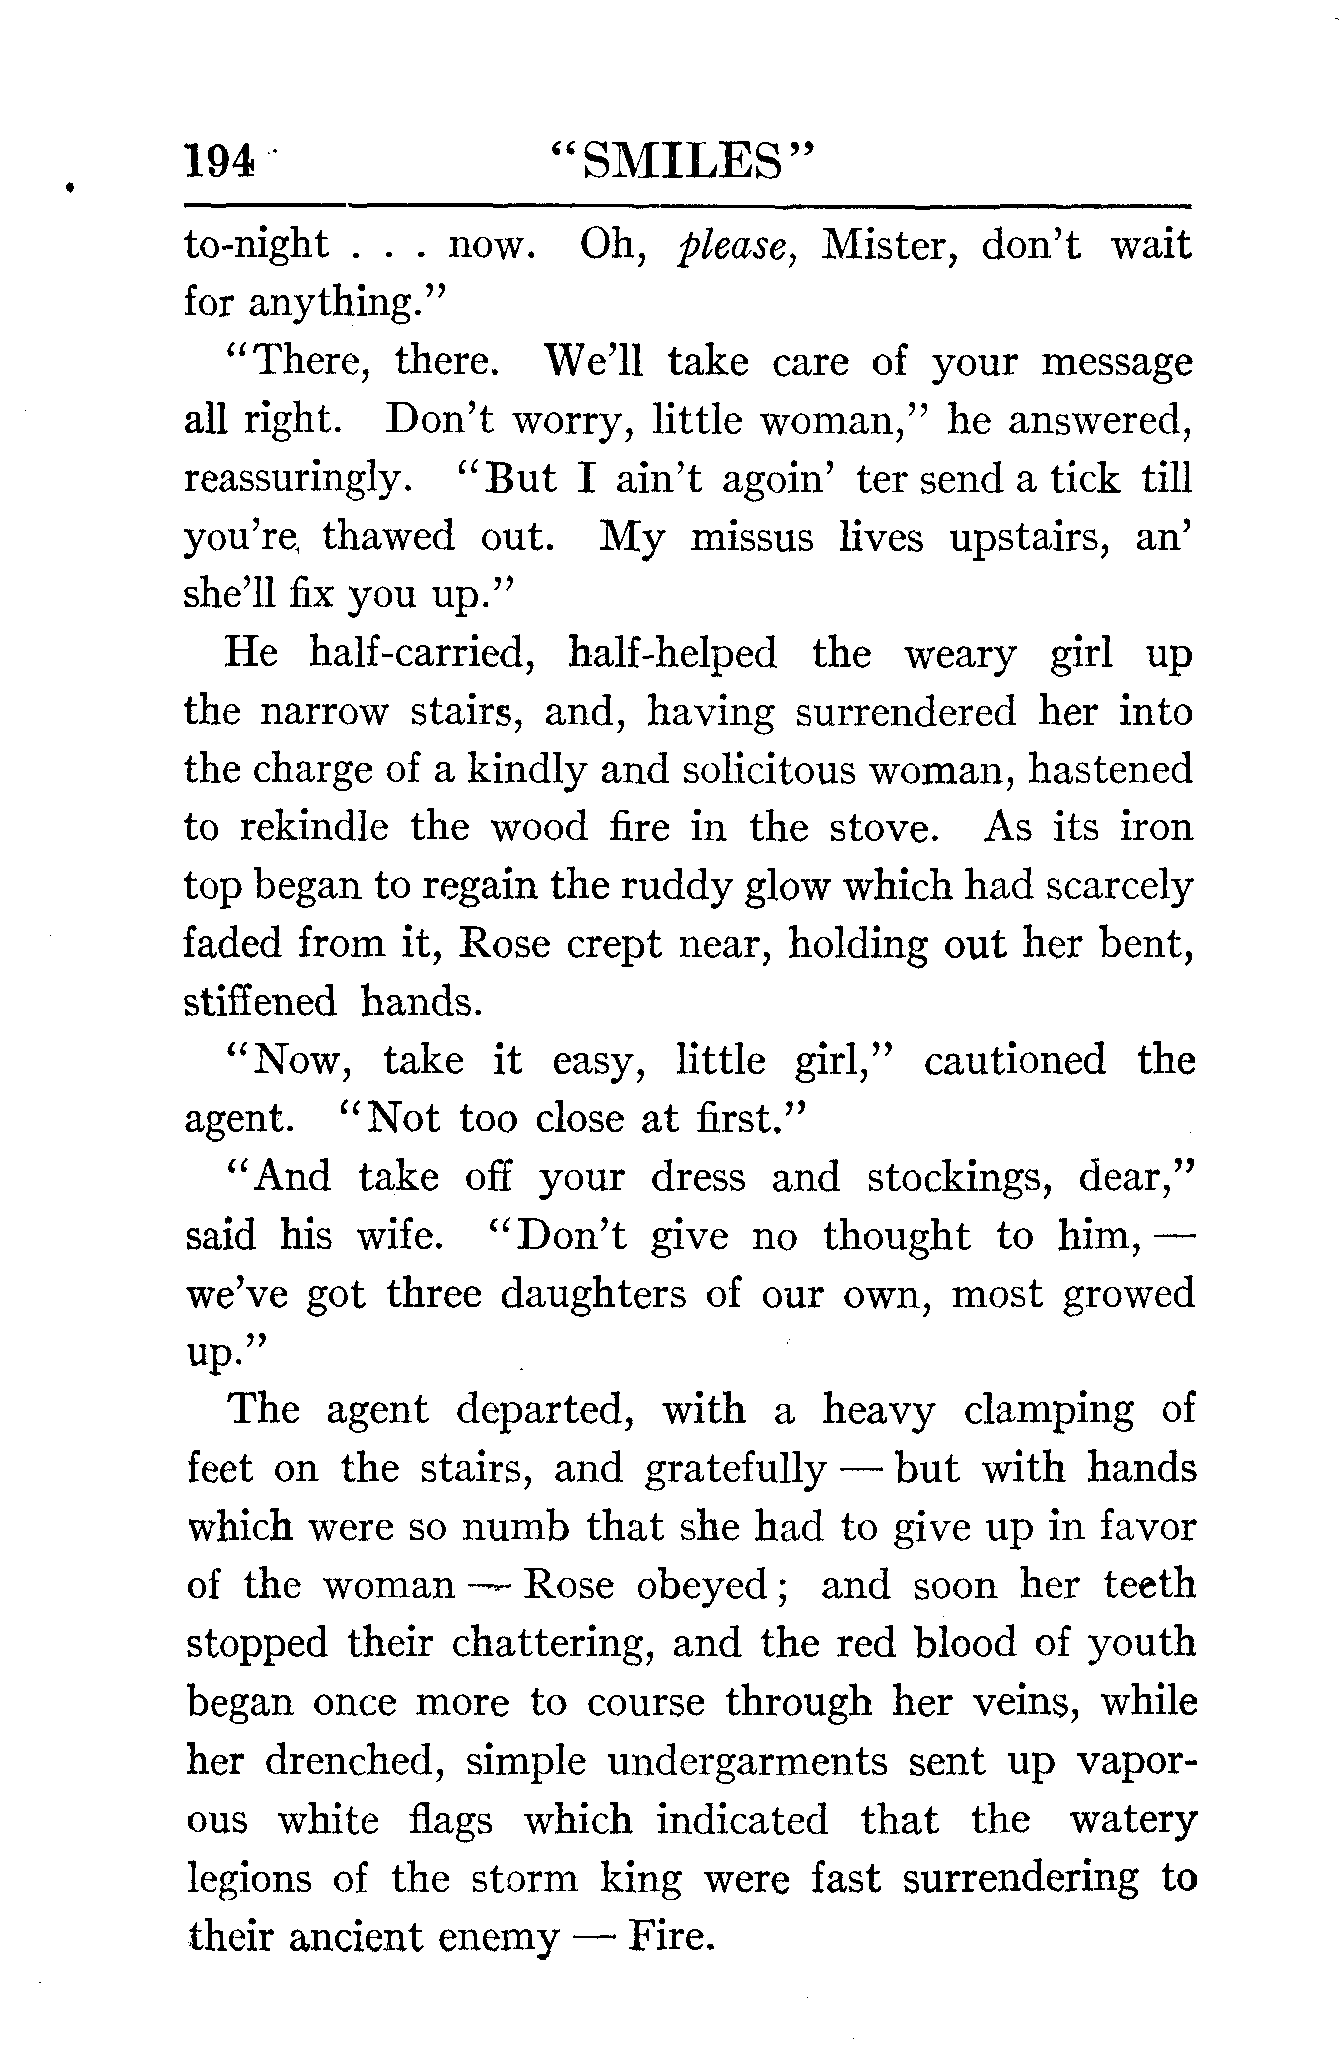 194 "SMILES"
to-night . . . now. Oh, please, Mister, don't wait
for anything."
"There, there. We'll take care of your message
all right. Don't worry, little woman," he answered,
reassuringly. "But I ain't agoin' ter send a tick till
you're, thawed out. My missus lives upstairs, an'
she'll fix you up."
He half-carried, half-helped the weary girl up
the narrow stairs, and, having surrendered her into
the charge of a kindly and solicitous woman, hastened
to rekindle the wood fire in the stove. As its iron
top began to regain the ruddy glow which had scarcely
faded from it, Rose crept near, holding out her bent,
stiffened hands.
"Now, take it easy, little girl," cautioned the
agent. "Not too close at first."
"And take off your dress and stockings, dear,"
said his wife. "Don't give no thought to him, —
we've got three daughters of our own, most growed
up."
The agent departed, with a heavy clamping of
feet on the stairs, and gratefully — but with hands
which were so numb that she had to give up in favor
of the woman — Rose obeyed; and soon her teeth
stopped their chattering, and the red blood of youth
began once more to course through her veins, while
her drenched, simple undergarments sent up vapor-
ous white flags which indicated that the watery
legions of the storm king were fast surrendering to
their ancient enemy — Fire.